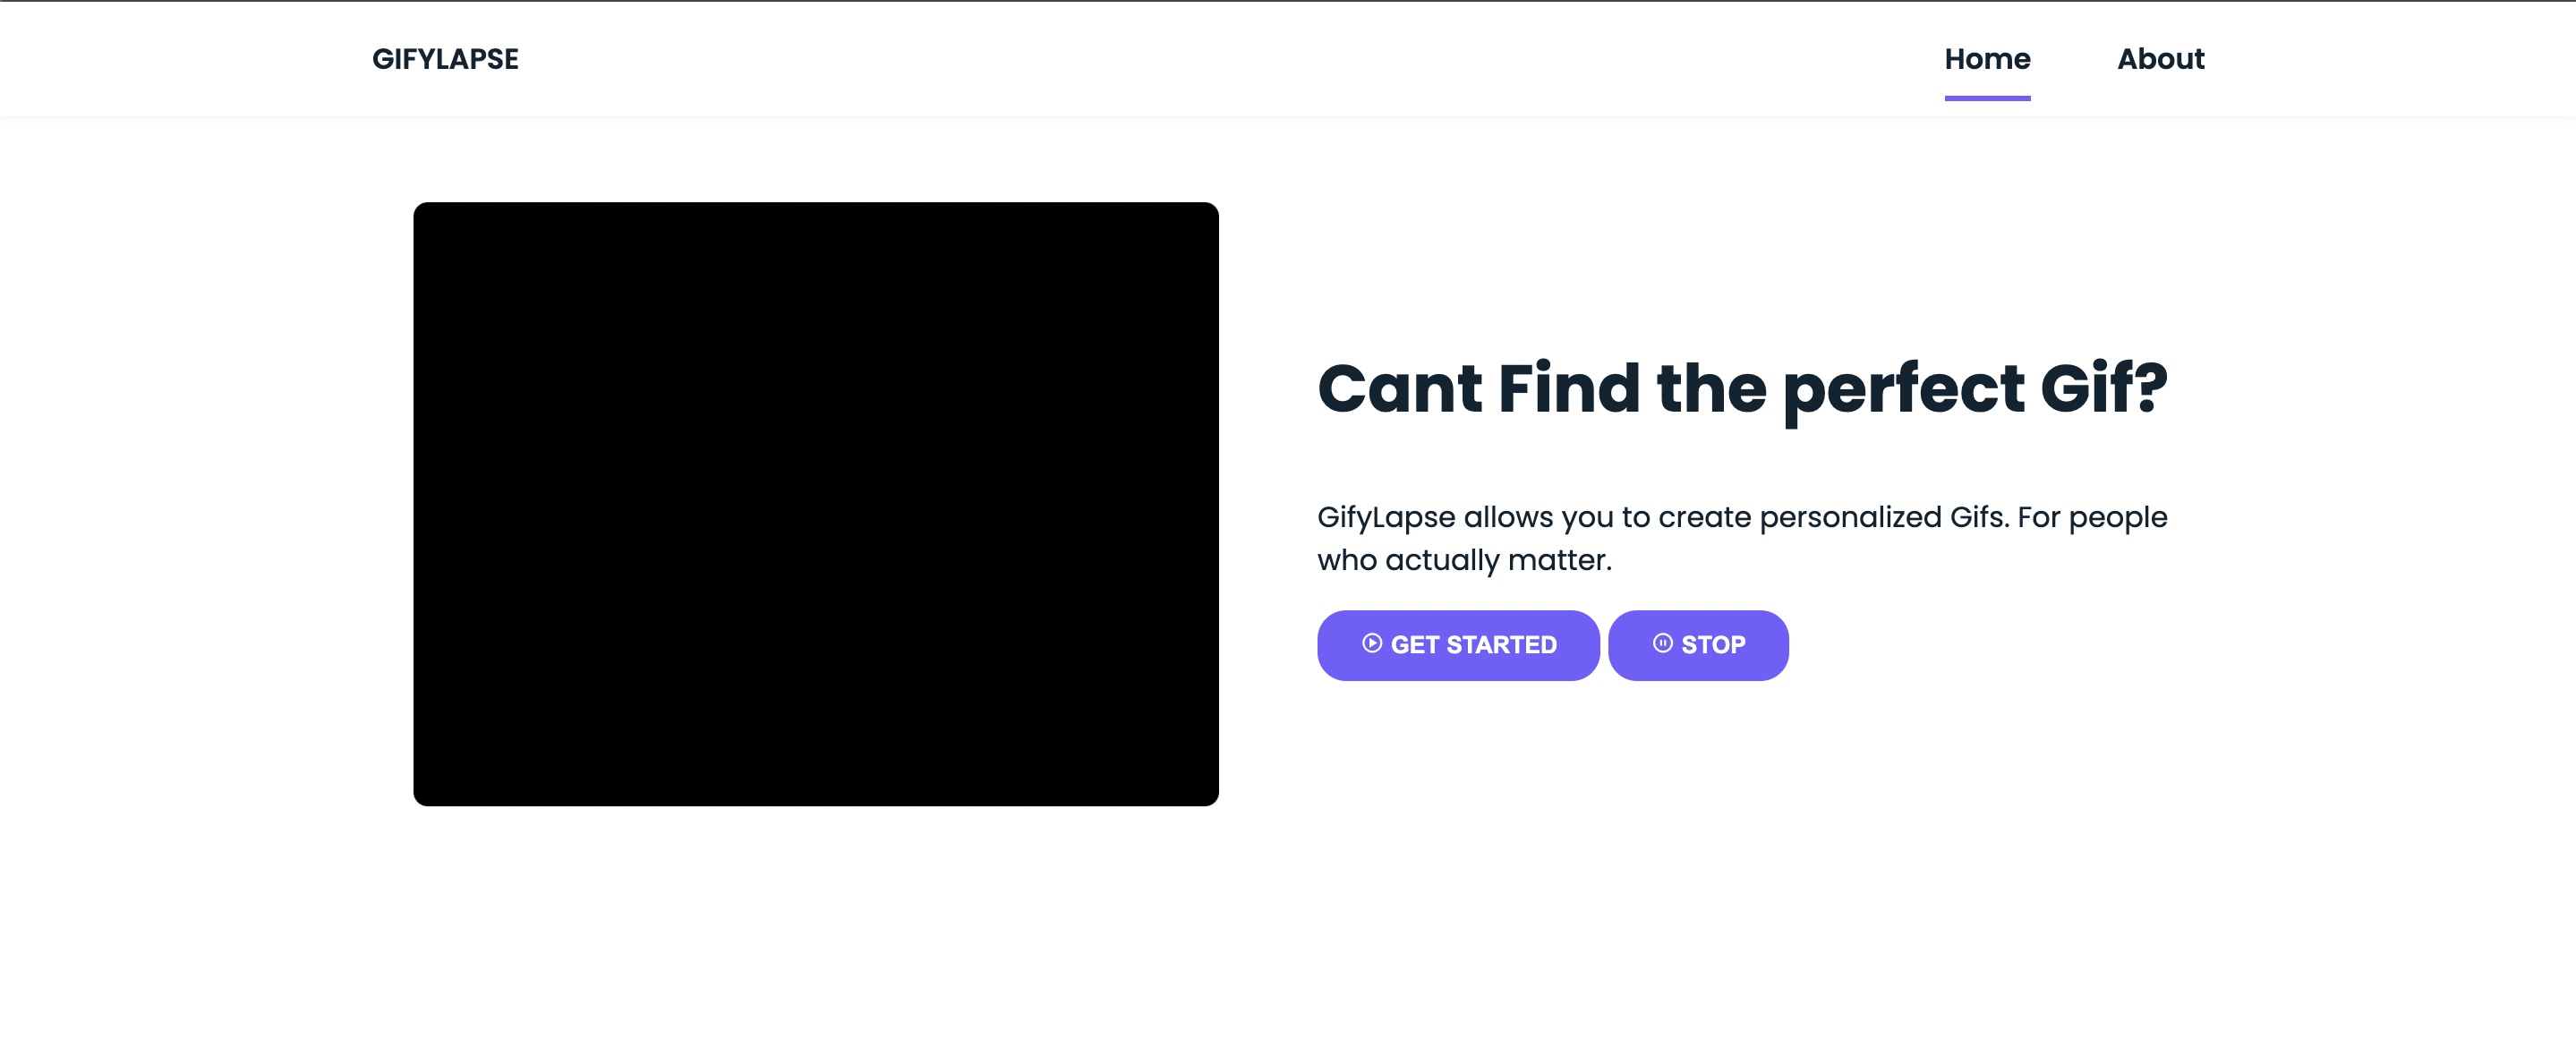 GIFYLAPSE
Home
About
Cant Find the perfect Gif?
GifyLapse allows you to create personalized Gifs. For people
who actually matter.
GET STARTED
STOP